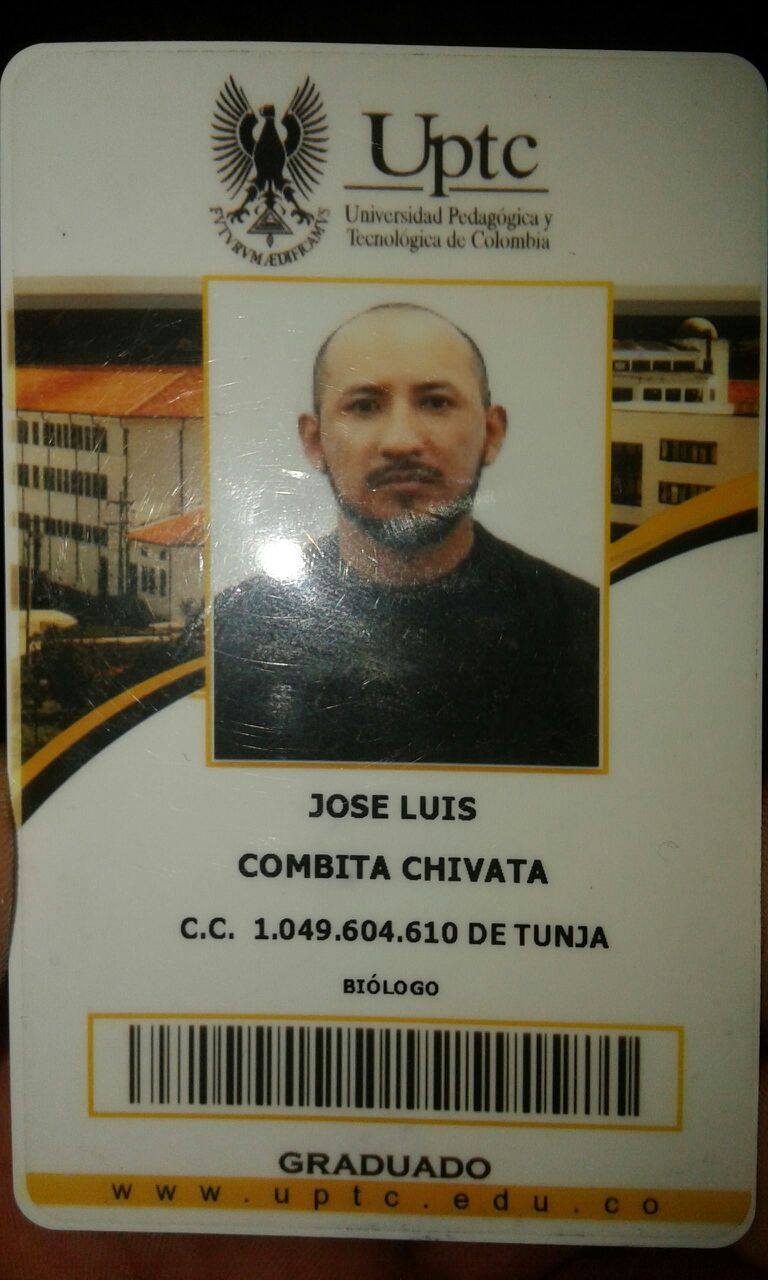 Uptc
Universidad Pedagógica y
Tecnológica de Colombia
FVTVRVM ÆDIFICAMVS
JOSE LUIS
COMBITA CHIVATA
C.C. 1.049.604.610 DE TUNJA
BIÓLOGO
GRADUADO
www.uptc.edu.co